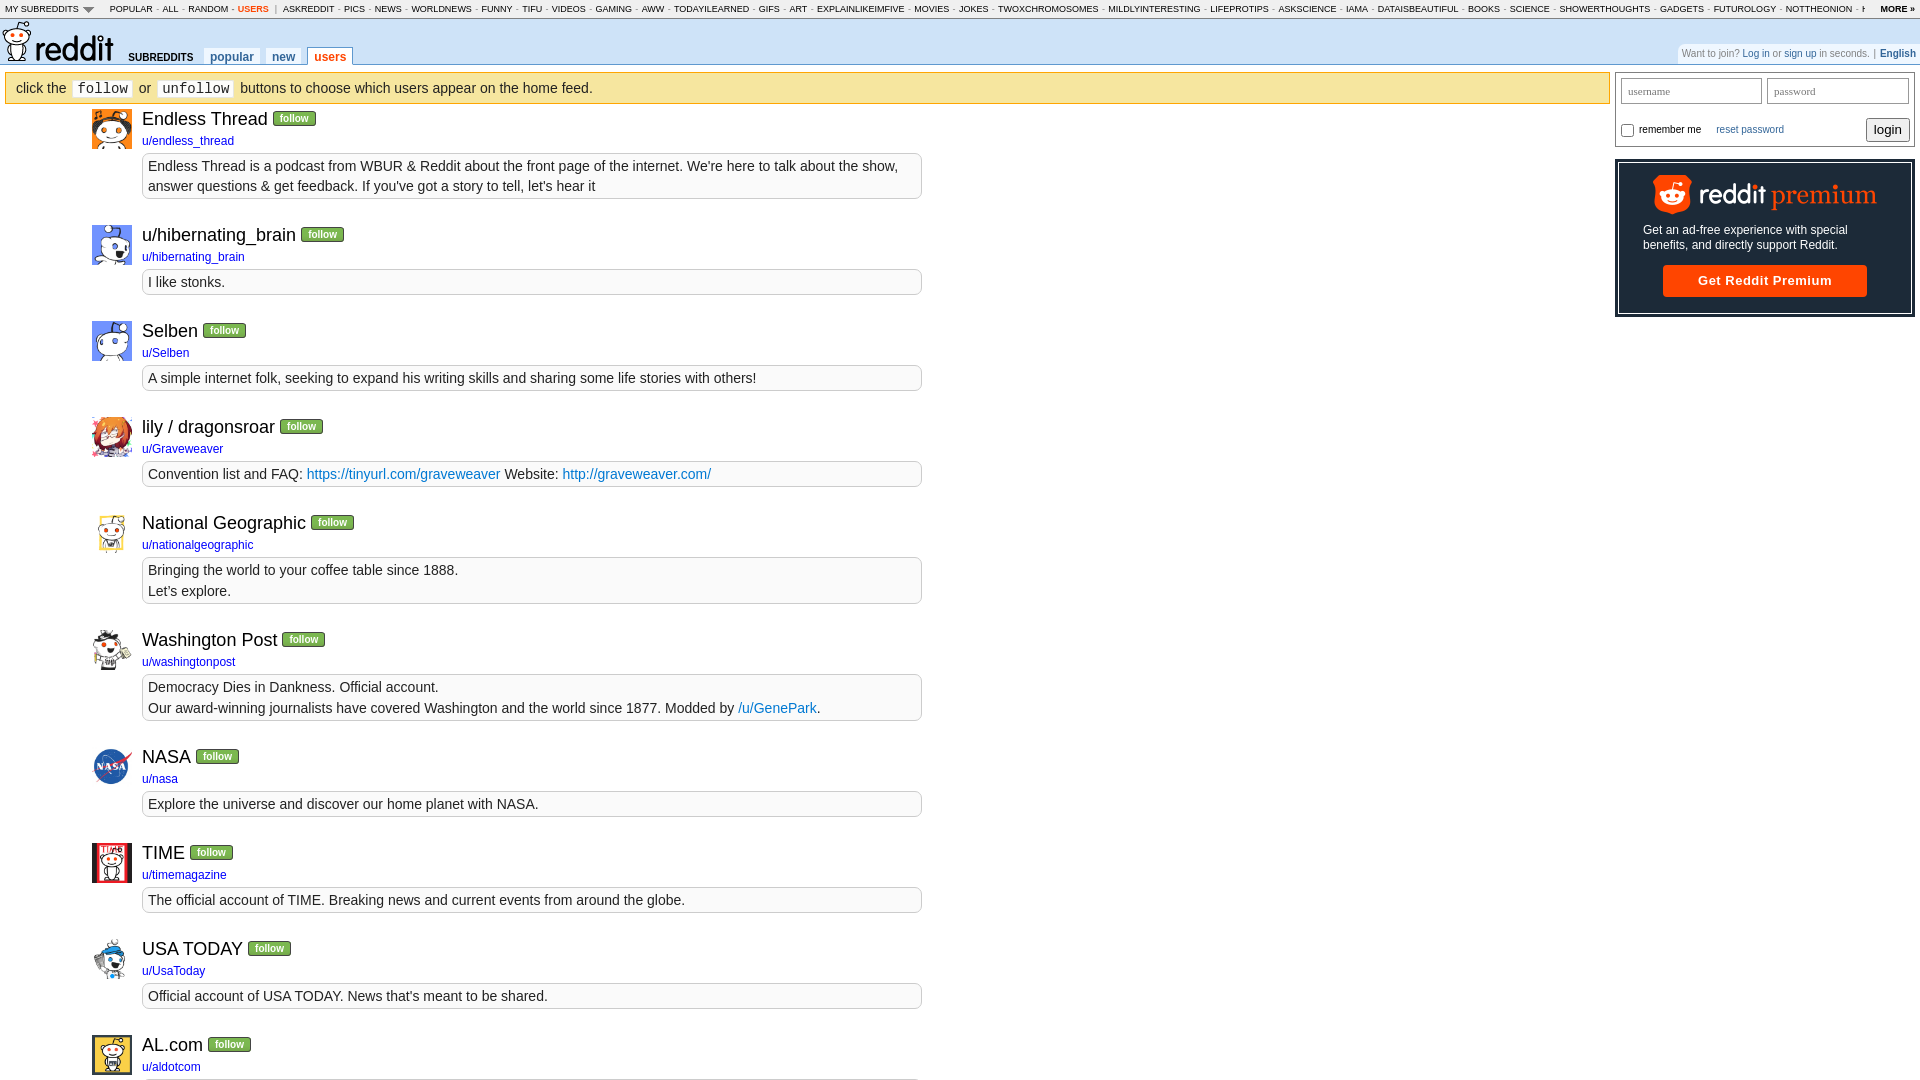 MY SUBREDDITS POPULAR - ALL - RANDOM - USERS | ASKREDDIT - PICS - NEWS - WORLDNEWS - FUNNY - TIFU - VIDEOS - GAMING - AWW - TODAYILEARNED - GIFS - ART - EXPLAINLIKEIMFIVE - MOVIES - JOKES - TWOXCHROMOSOMES - MILDLYINTERESTING - LIFEPROTIPS - ASKSCIENCE - IAMA - DATAISBEAUTIFUL - BOOKS - SCIENCE - SHOWERTHOUGHTS - GADGETS - FUTUROLOGY - NOTTHEONION - MORE »
reddit SUBREDDITS popular new users
Want to join? Log in or sign up in seconds. | English
click the follow or unfollow buttons to choose which users appear on the home feed.
username password
remember me reset password login
reddit premium
Get an ad-free experience with special
benefits, and directly support Reddit.
Get Reddit Premium
Endless Thread follow
u/endless_thread
Endless Thread is a podcast from WBUR & Reddit about the front page of the internet. We're here to talk about the show,
answer questions & get feedback. If you've got a story to tell, let's hear it
u/hibernating_brain follow
u/hibernating_brain
I like stonks.
Selben follow
u/Selben
A simple internet folk, seeking to expand his writing skills and sharing some life stories with others!
lily / dragonsroar follow
u/Graveweaver
Convention list and FAQ: https://tinyurl.com/graveweaver Website: http://graveweaver.com/
National Geographic follow
u/nationalgeographic
Bringing the world to your coffee table since 1888.
Let’s explore.
Washington Post follow
u/washingtonpost
Democracy Dies in Dankness. Official account.
Our award-winning journalists have covered Washington and the world since 1877. Modded by /u/GenePark.
NASA
NASA follow
u/nasa
Explore the universe and discover our home planet with NASA.
TIME
TIME follow
u/timemagazine
The official account of TIME. Breaking news and current events from around the globe.
USA TODAY follow
u/UsaToday
Official account of USA TODAY. News that's meant to be shared.
AL.com follow
u/aldotcom